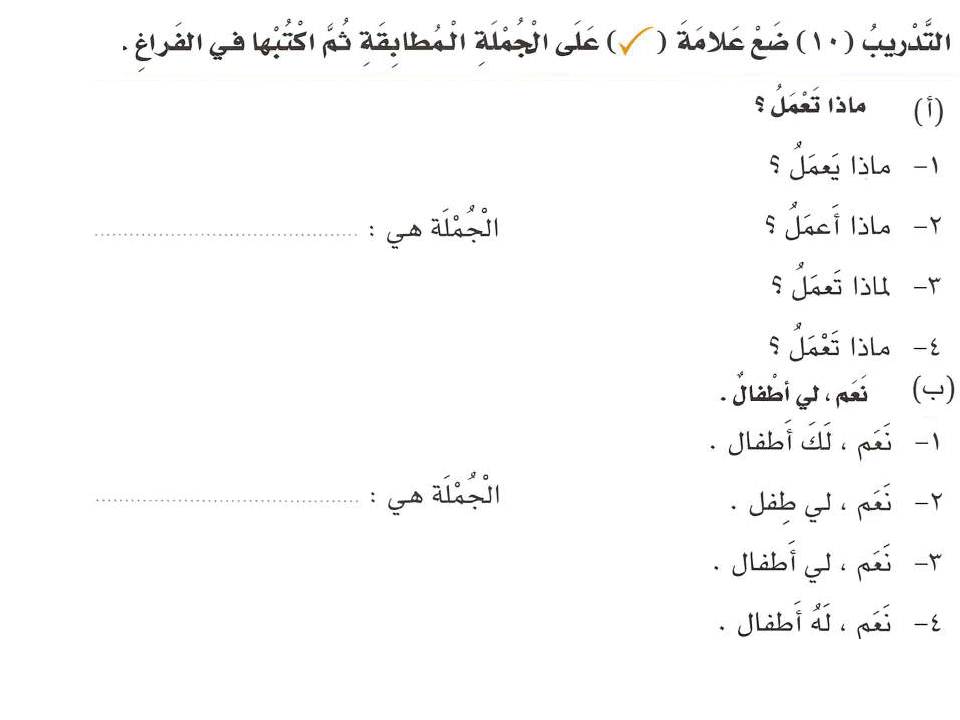 التَّدْريبُ (١٠) ضَعْ عَلامَةَ (✓) عَلَى الْجُمْلَةِ الْمُطابِقَةِ ثُمَّ اكْتُبْها في الفَراغِ .
(أ) ماذا تَعْمَلُ ؟
١- ماذا يَعمَلُ ؟
٢- ماذا أَعمَلُ ؟ الْجُمْلَة هي : ........................................
٣- لماذا تَعمَلُ ؟
٤- ماذا تَعْمَلُ ؟
(ب) نَعَم ، لي أطْفالٌ .
١- نَعَم ، لَكَ أَطفال .
٢- نَعَم ، لي طِفل . الْجُمْلَة هي : ........................................
٣- نَعَم ، لي أَطفال .
٤- نَعَم ، لَهُ أَطفال .